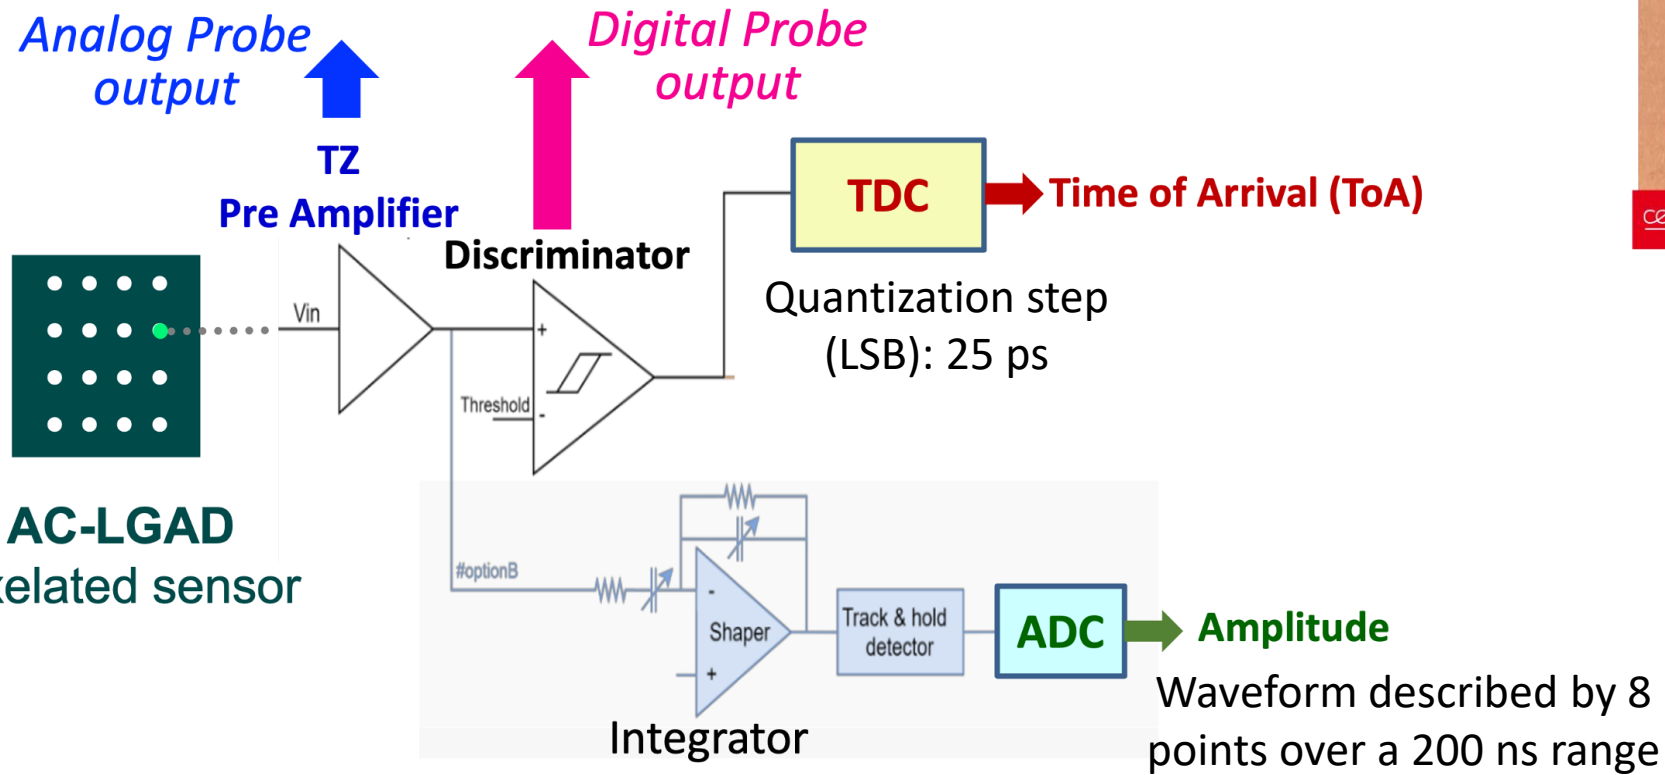 Analog Probe
output
Digital Probe
output
TZ
Pre Amplifier
Discriminator
TDC
Time of Arrival (ToA)
Quantization step
(LSB): 25 ps
Vin
+
Threshold
-
AC-LGAD
elated sensor
#optionB
-
Shaper
+
Integrator
Track & hold
detector
ADC
Amplitude
Waveform described by 8
points over a 200 ns range